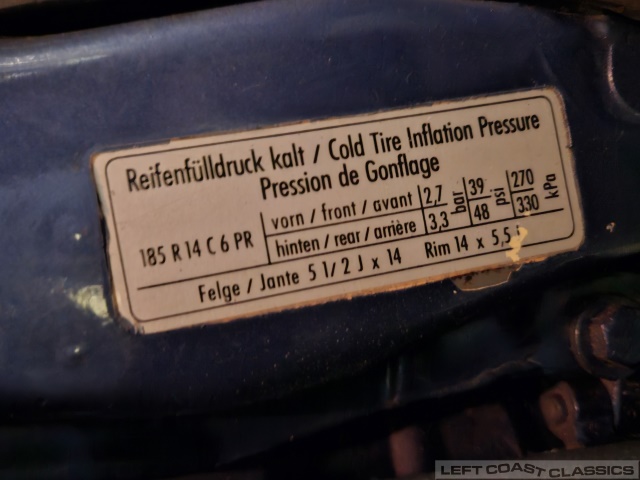 Reifenfülldruck kalt / Cold Tire Inflation Pressure
Pression de Gonflage
185 R 14 C 6 PR
vorn / front / avant 2,7 bar 39 psi 270 kPa
hinten / rear / arrière 3,3 48 330
Felge / Jante 5 1/2 J x 14 Rim 14 x 5,5 j
LEFT COAST CLASSICS